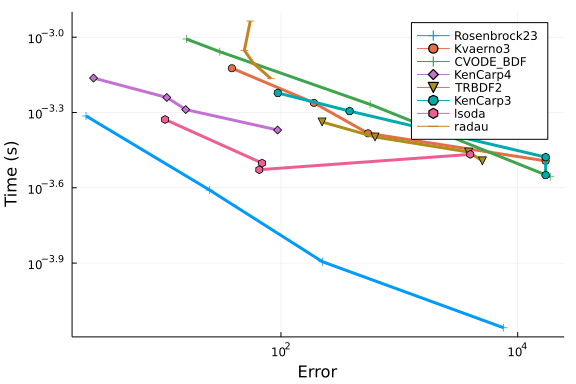 10^−3.0
10^−3.3
10^−3.6
10^−3.9
Time (s)
10^2
10^4
Error
Rosenbrock23
Kvaerno3
CVODE_BDF
KenCarp4
TRBDF2
KenCarp3
lsoda
radau